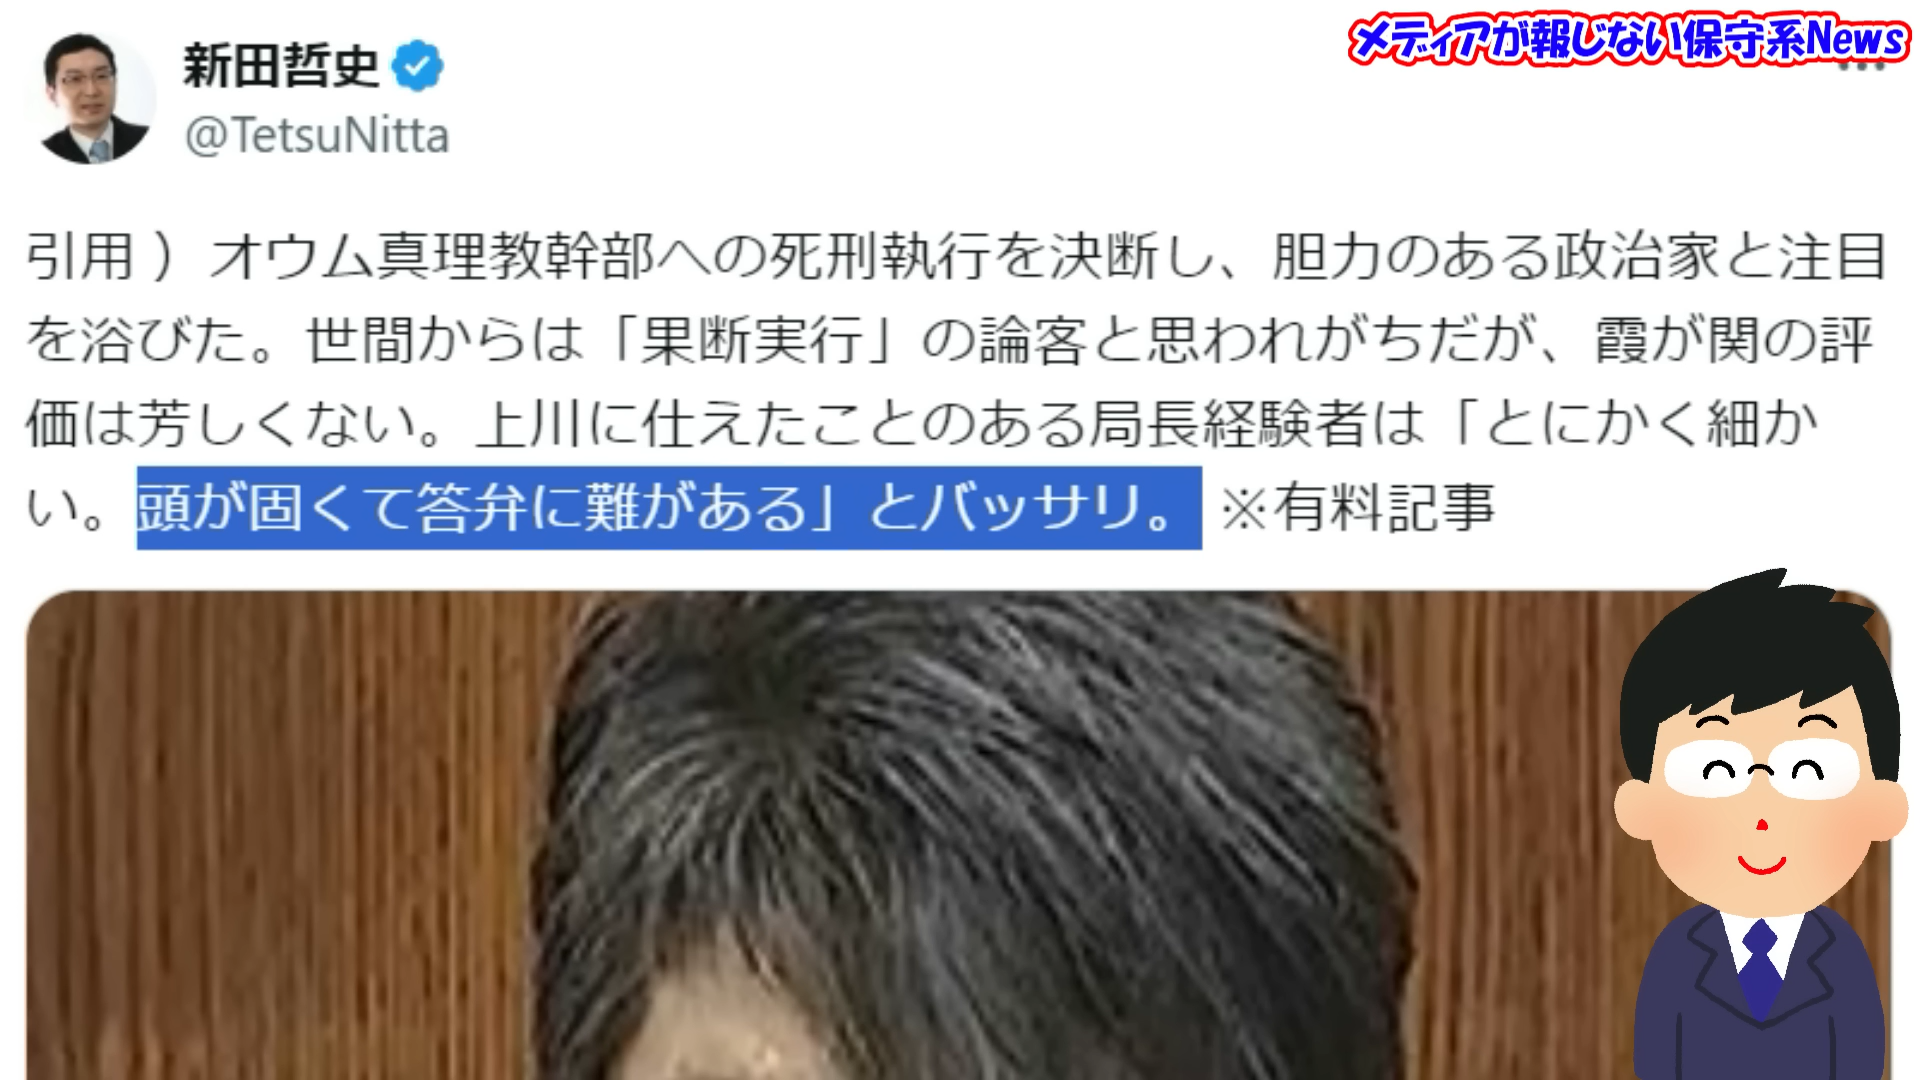 メディアが報じない保守系News
新田哲史
@TetsuNitta
引用 ）オウム真理教幹部への死刑執行を決断し、胆力のある政治家と注目
を浴びた。世間からは「果断実行」の論客と思われがちだが、霞が関の評
価は芳しくない。上川に仕えたことのある局長経験者は「とにかく細か
い。頭が固くて答弁に難がある」とバッサリ。 ※有料記事